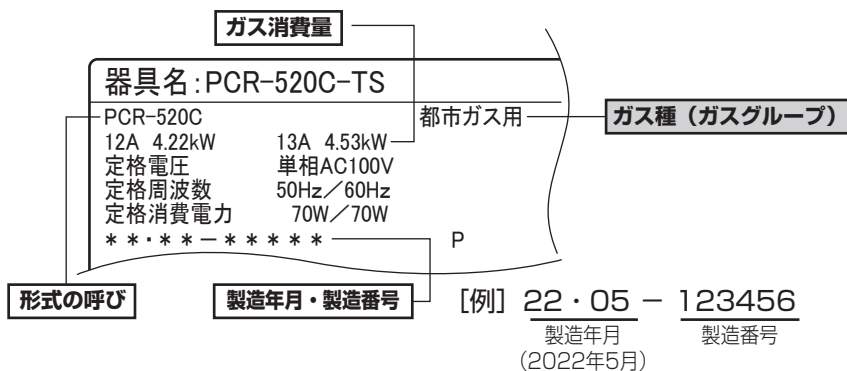 ガス消費量
器具名:PCR-520C-TS
PCR-520C 都市ガス用
ガス種（ガスグループ）
12A 4.22kW 13A 4.53kW
定格電圧 単相AC100V
定格周波数 50Hz／60Hz
定格消費電力 70W／70W
＊＊・＊＊－＊＊＊＊＊ P
形式の呼び
製造年月・製造番号
［例］ 22・05 － 123456
製造年月 製造番号
（2022年5月）